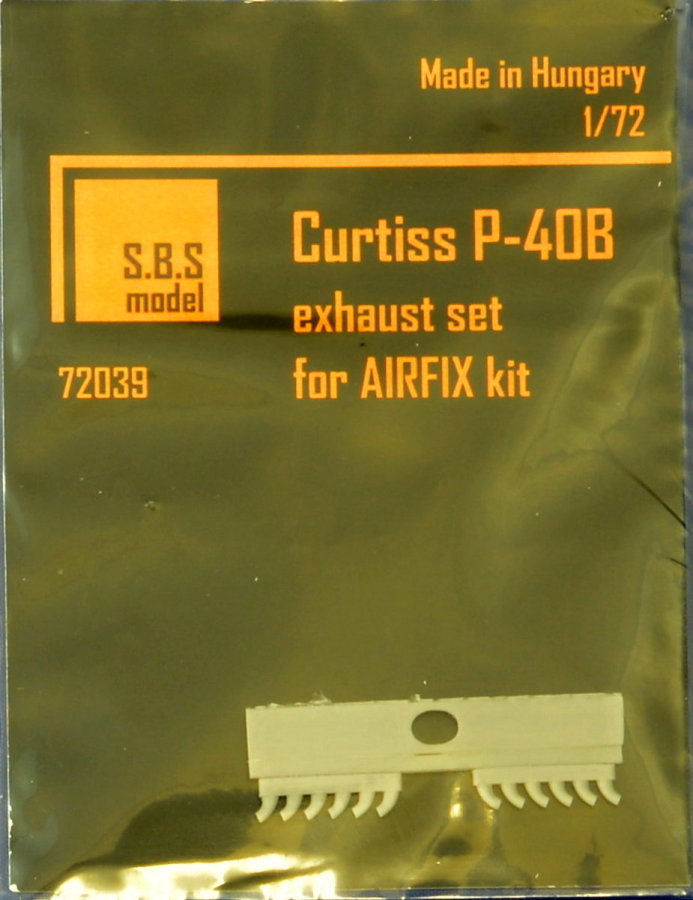 Made in Hungary
1/72
S.B.S
model
Curtiss P-40B
exhaust set
for AIRFIX kit
72039